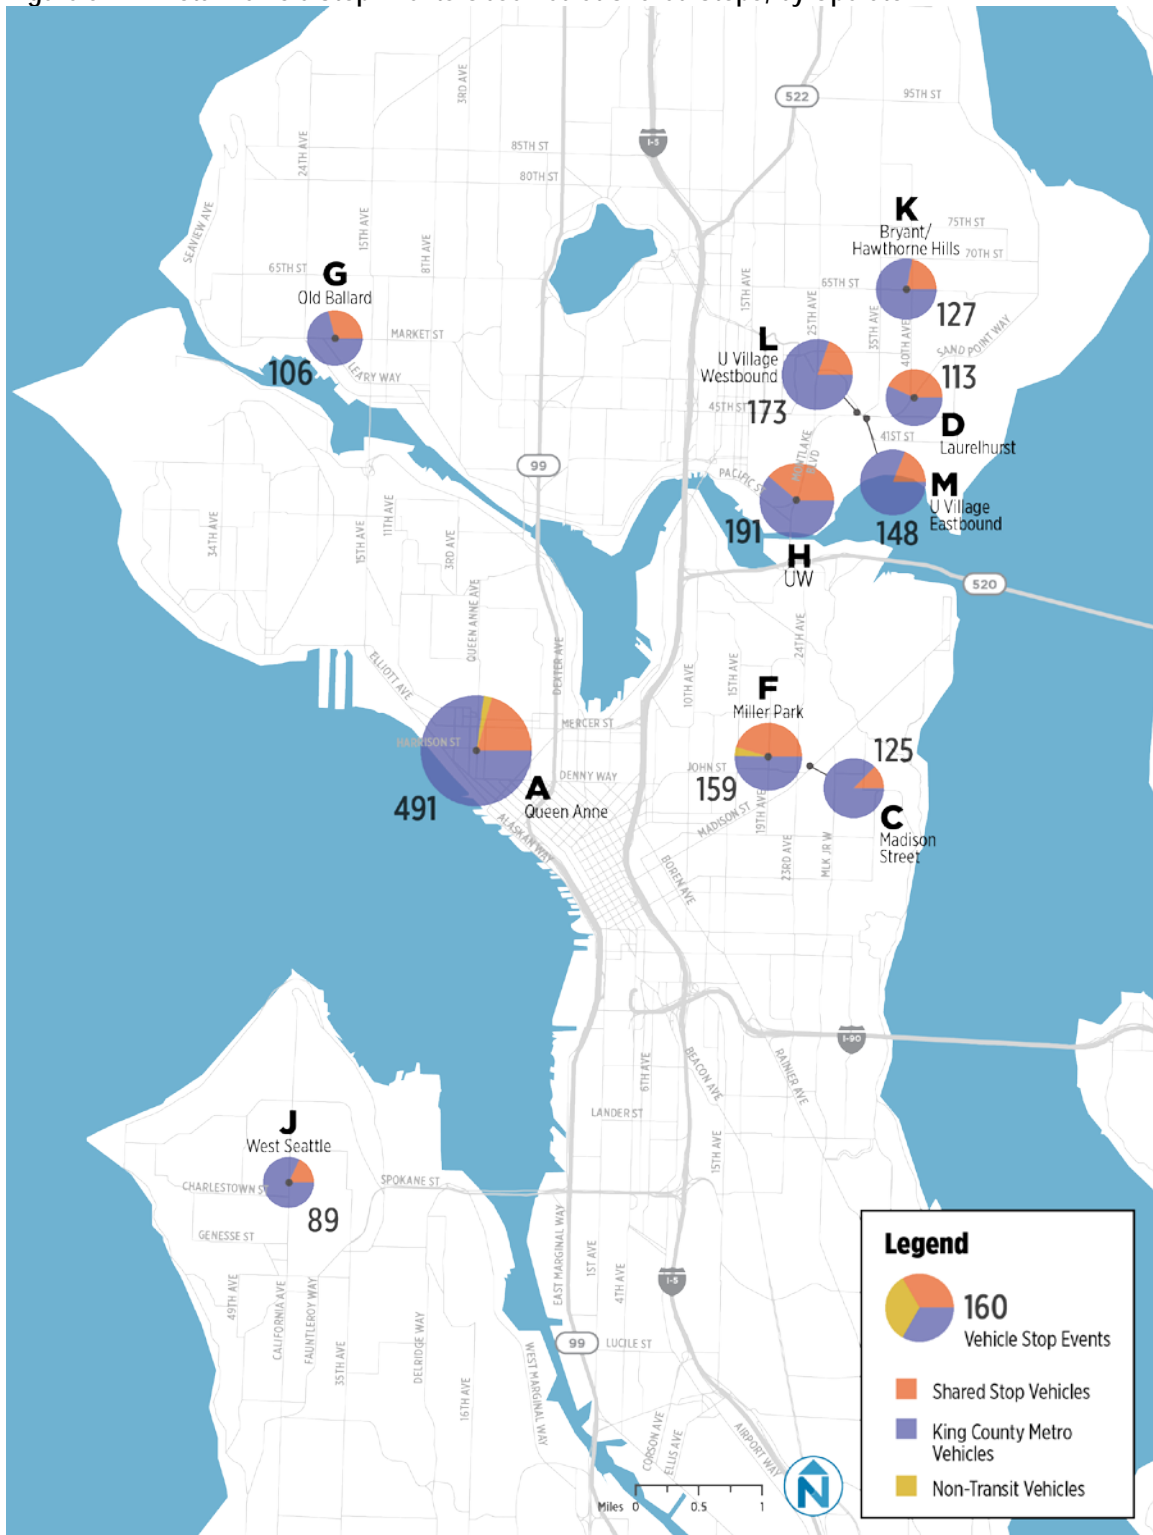 522
95TH ST
3RD AVE
I-5
24TH AVE
85TH ST
80TH ST
SEAVIEW AVE
15TH AVE
8TH AVE
65TH ST
G
Old Ballard
MARKET ST
106
LEARY WAY
K
Bryant/
Hawthorne Hills
75TH ST
70TH ST
65TH ST
127
15TH AVE
25TH AVE
35TH AVE
40TH AVE
SAND POINT WAY
L
U Village
Westbound
173
45TH ST
113
D
Laurelhurst
41ST ST
MONTLAKE
BLVD
PACIFIC ST
M
U Village
Eastbound
148
191
H
UW
99
520
34TH AVE
15TH AVE
11TH AVE
3RD AVE
QUEEN ANNE AVE
ELLIOTT AVE
DEXTER AVE
MERCER ST
HARRISON ST
DENNY WAY
A
Queen Anne
491
ALASKAN WAY
10TH AVE
15TH AVE
24TH AVE
F
Miller Park
JOHN ST
159
19TH AVE
MADISON ST
125
C
Madison
Street
23RD AVE
MLK JR W
BOREN AVE
I-90
6TH AVE
BEACON AVE
RAINIER AVE
LANDER ST
15TH AVE
J
West Seattle
CHARLESTOWN ST
89
SPOKANE ST
GENESSE ST
49TH AVE
CALIFORNIA AVE
FAUNTLEROY WAY
35TH AVE
DELRIDGE WAY
16TH AVE
WEST MARGINAL WAY
EAST MARGINAL WAY
1ST AVE
4TH AVE
I-5
99
LUCILE ST
CORSON AVE
ELLIS AVE
AIRPORT WAY
Miles 0 0.5 1
N
Legend
160
Vehicle Stop Events
Shared Stop Vehicles
King County Metro
Vehicles
Non-Transit Vehicles